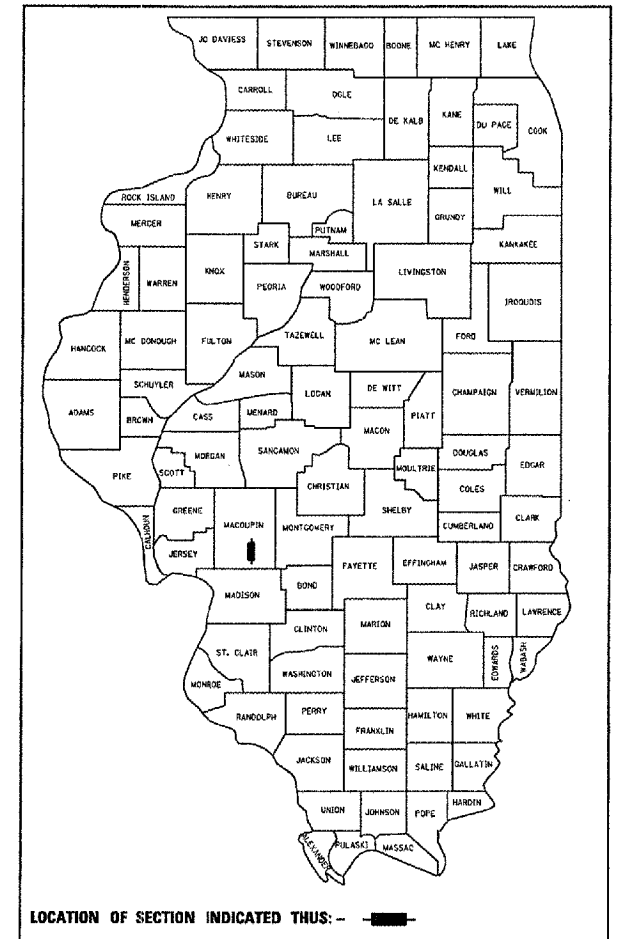 JO DAVIESS STEVENSON WINNEBAGO BOONE MC HENRY LAKE
CARROLL OGLE DE KALB KANE DU PAGE COOK
WHITESIDE LEE KENDALL WILL
ROCK ISLAND HENRY BUREAU LA SALLE GRUNDY
MERCER PUTNAM KANKAKEE
STARK MARSHALL
HENDERSON WARREN KNOX PEORIA WOODFORD LIVINGSTON IROQUOIS
HANCOCK MC DONOUGH FULTON TAZEWELL MC LEAN FORD
MASON
SCHUYLER LOGAN DE WITT CHAMPAIGN VERMILION
ADAMS BROWN CASS MENARD PIATT
MACON
MORGAN SANGAMON DOUGLAS
PIKE SCOTT CHRISTIAN MOULTRIE COLES EDGAR
GREENE SHELBY
CALHOUN MACOUPIN MONTGOMERY CUMBERLAND CLARK
JERSEY FAYETTE EFFINGHAM JASPER CRAWFORD
MADISON BOND
CLAY RICHLAND LAWRENCE
CLINTON MARION
ST. CLAIR WAYNE EDWARDS WABASH
WASHINGTON JEFFERSON
MONROE
RANDOLPH PERRY HAMILTON WHITE
FRANKLIN
JACKSON WILLIAMSON SALINE GALLATIN
UNION JOHNSON POPE HARDIN
ALEXANDER PULASKI MASSAC
LOCATION OF SECTION INDICATED THUS: -